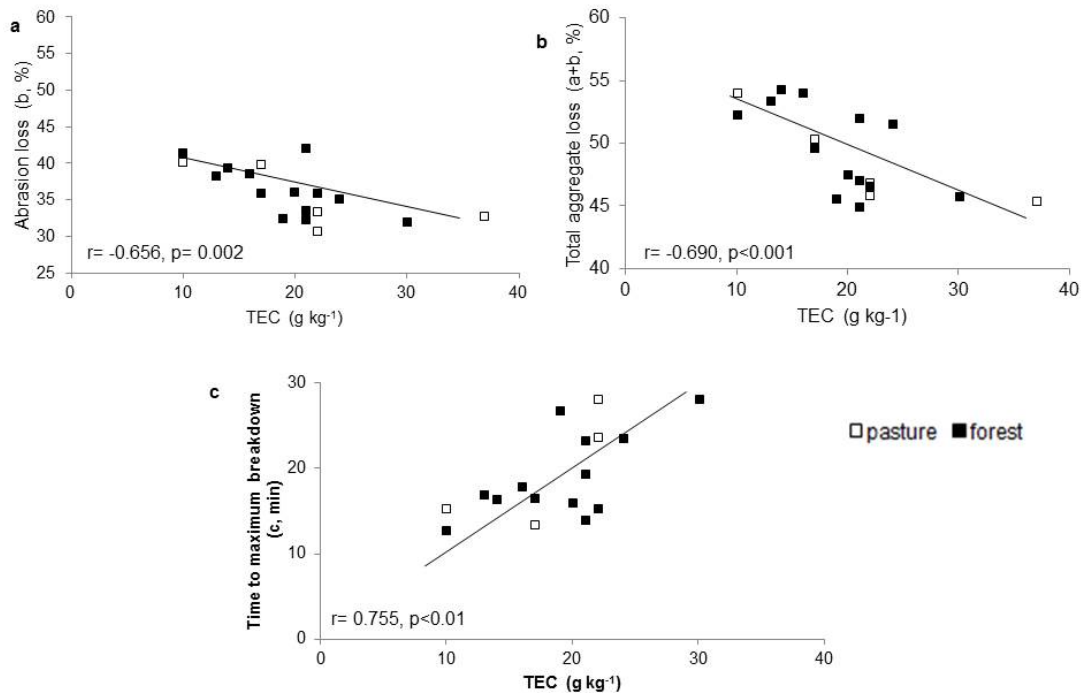 a
60
55
50
45
40
35
30
25
0
10
20
30
40
Abrasion loss (b, %)
r= -0.656, p= 0.002
TEC (g kg-1)
b
60
55
50
45
40
0
10
20
30
40
Total aggregate loss (a+b, %)
r= -0.690, p<0.001
TEC (g kg-1)
c
30
20
10
0
0
10
20
30
40
Time to maximum breakdown
(c, min)
r= 0.755, p<0.01
TEC (g kg-1)
pasture forest